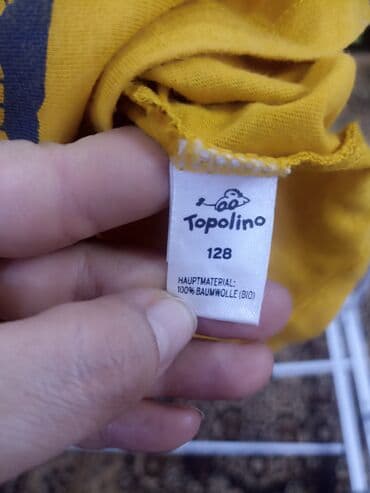 Topolino
128
HAUPTMATERIAL:
100% BAUMWOLLE (BIO)